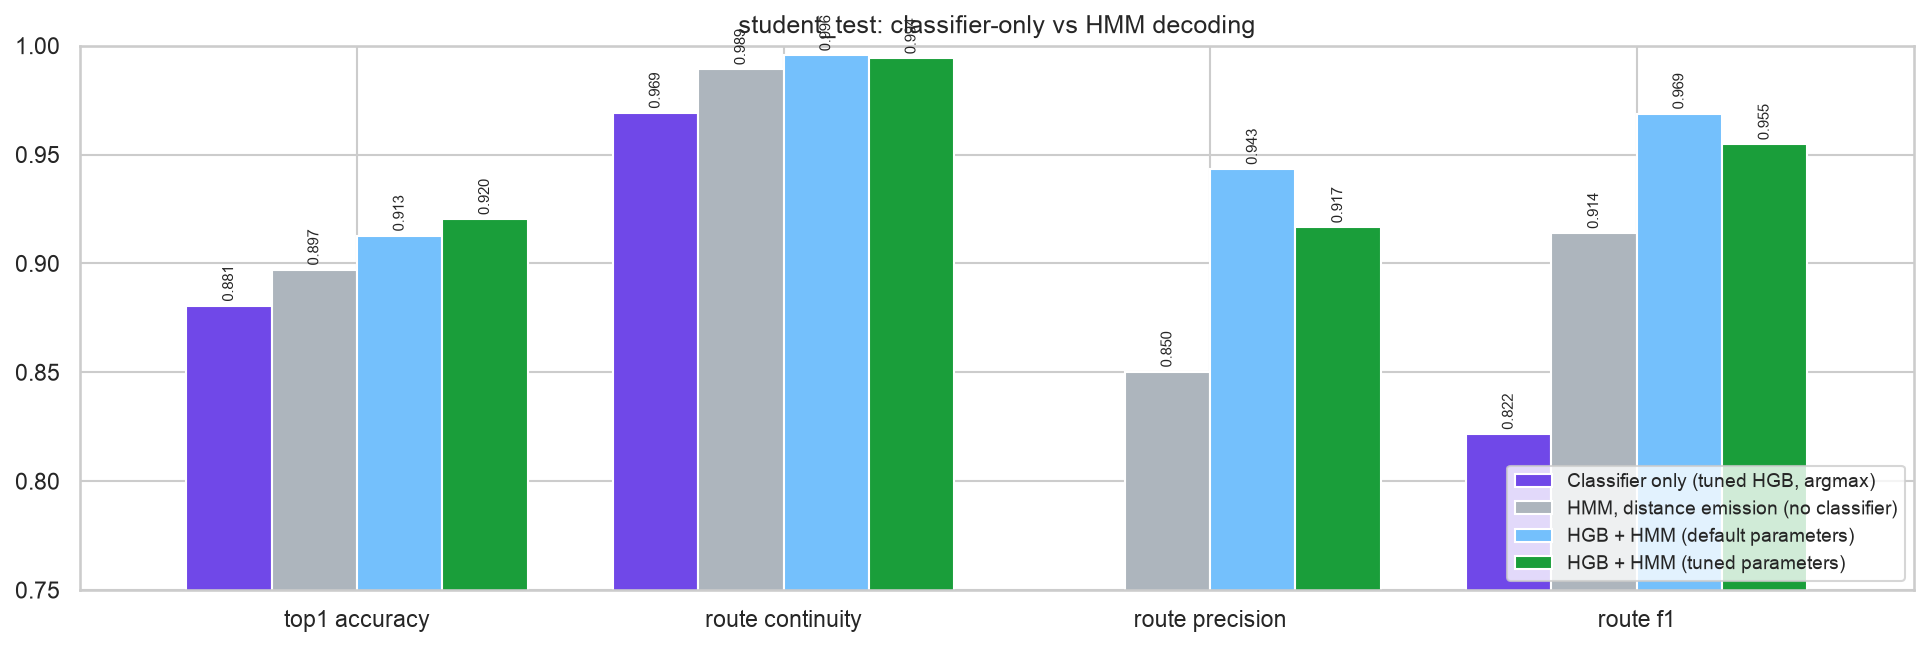 student_test: classifier-only vs HMM decoding
1.00
0.95
0.90
0.85
0.80
0.75
0.881
0.897
0.913
0.920
0.969
0.989
0.996
0.850
0.943
0.917
0.822
0.914
0.969
0.955
top1 accuracy
route continuity
route precision
route f1
Classifier only (tuned HGB, argmax)
HMM, distance emission (no classifier)
HGB + HMM (default parameters)
HGB + HMM (tuned parameters)